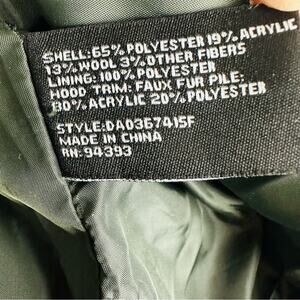 SHELL: 65% POLYESTER 19% ACRYLIC
13% WOOL 3% OTHER FIBERS
LINING: 100% POLYESTER
HOOD TRIM: FAUX FUR PILE:
80% ACRYLIC 20% POLYESTER
STYLE: DA0367415F
MADE IN CHINA
RN: 94393